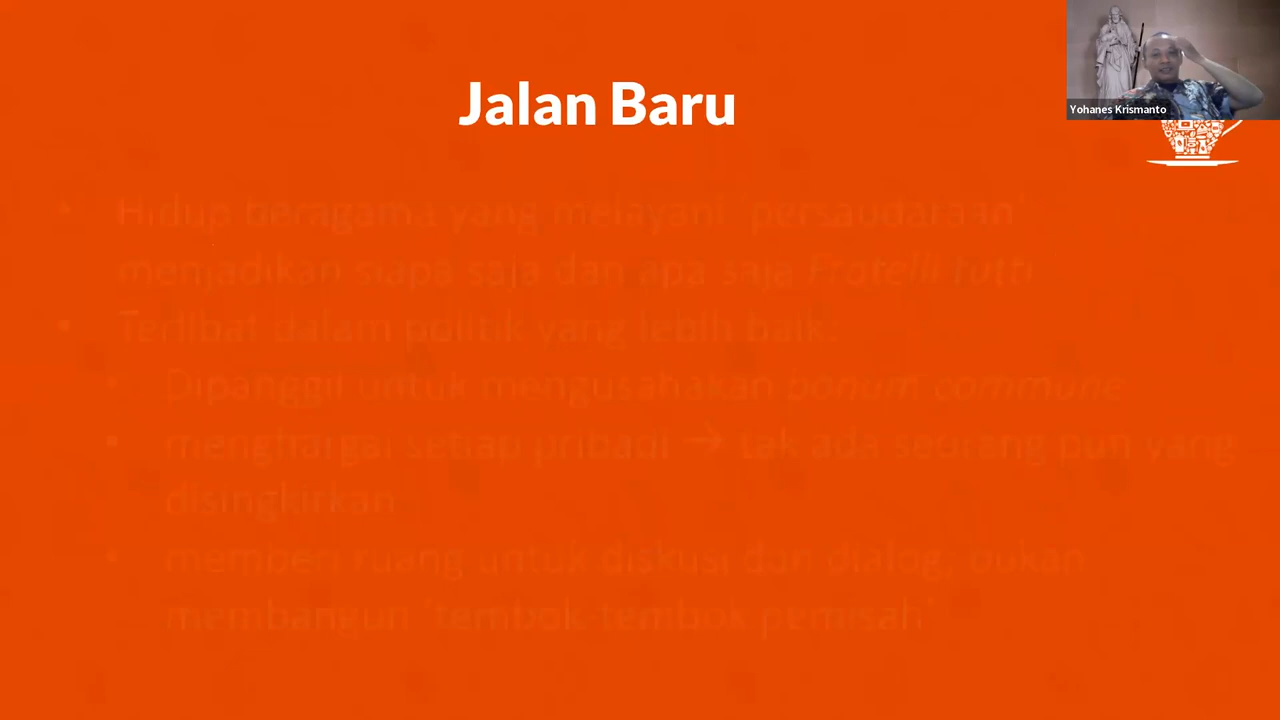 Jalan Baru
Yohanes Krismanto
• Hidup beragama yang melayani 'persaudaraan'
menjadikan siapa saja dan apa saja Fratelli tutti
• Terlibat dalam politik yang lebih baik:
• Dipanggil untuk mengusahakan bonum commune
• menghargai setiap pribadi → tak ada seorang pun yang
disingkirkan
• memberi ruang untuk diskusi dan dialog, bukan
membangun 'tembok-tembok pemisah'